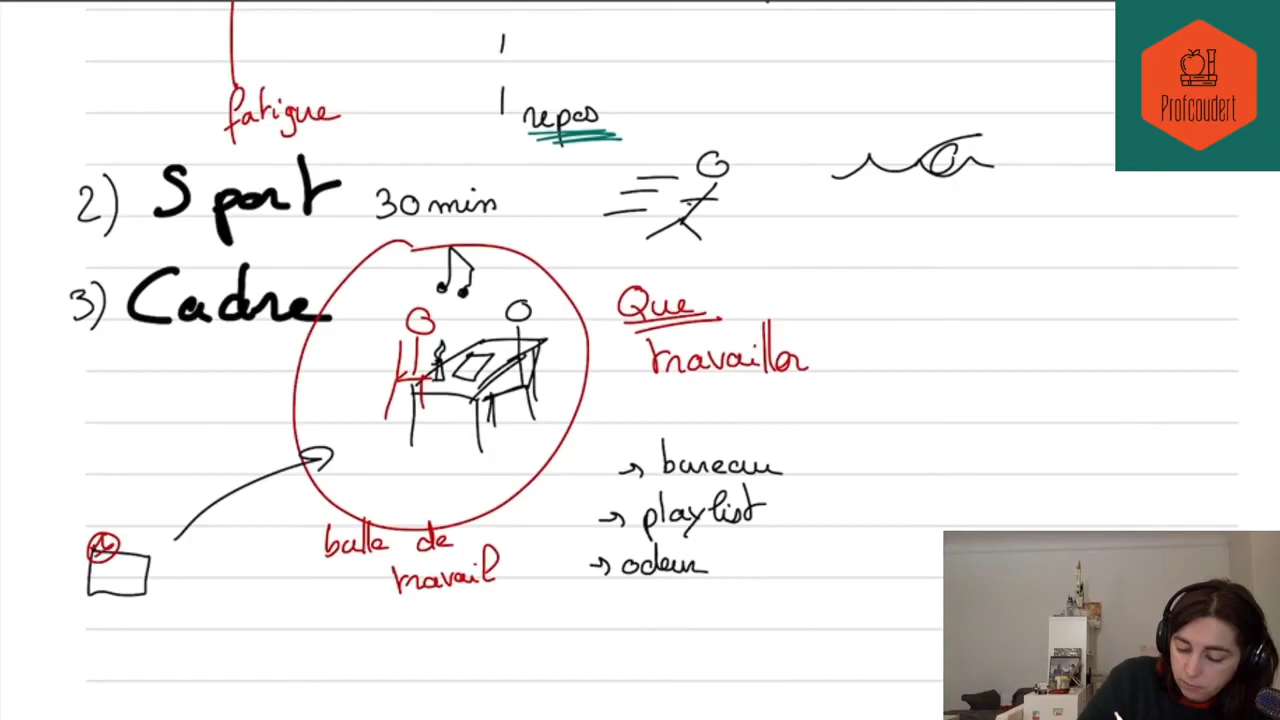 Profcoudert
fatigue
repos
2) Sport 30 min
3) Cadre
Que
travailler
→ bureau
→ playlist
→ odeur
bulle de
travail